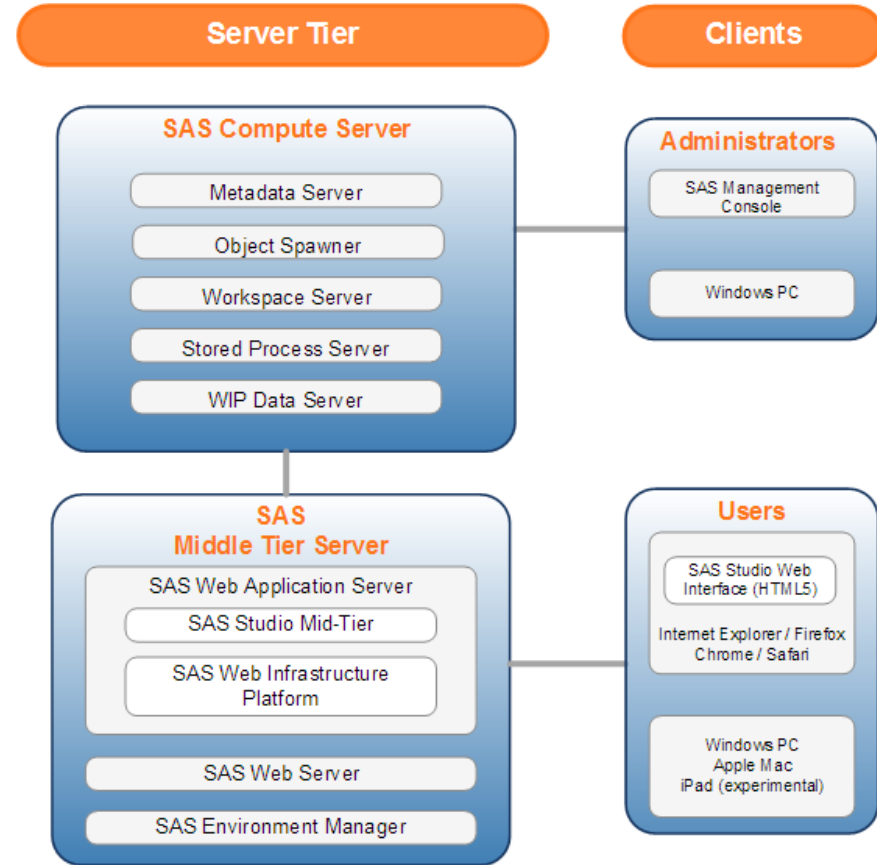 Server Tier
Clients
SAS Compute Server
Metadata Server
Object Spawner
Workspace Server
Stored Process Server
WIP Data Server
Administrators
SAS Management
Console
Windows PC
SAS
Middle Tier Server
SAS Web Application Server
SAS Studio Mid-Tier
SAS Web Infrastructure
Platform
SAS Web Server
SAS Environment Manager
Users
SAS Studio Web
Interface (HTML5)
Internet Explorer / Firefox
Chrome / Safari
Windows PC
Apple Mac
iPad (experimental)